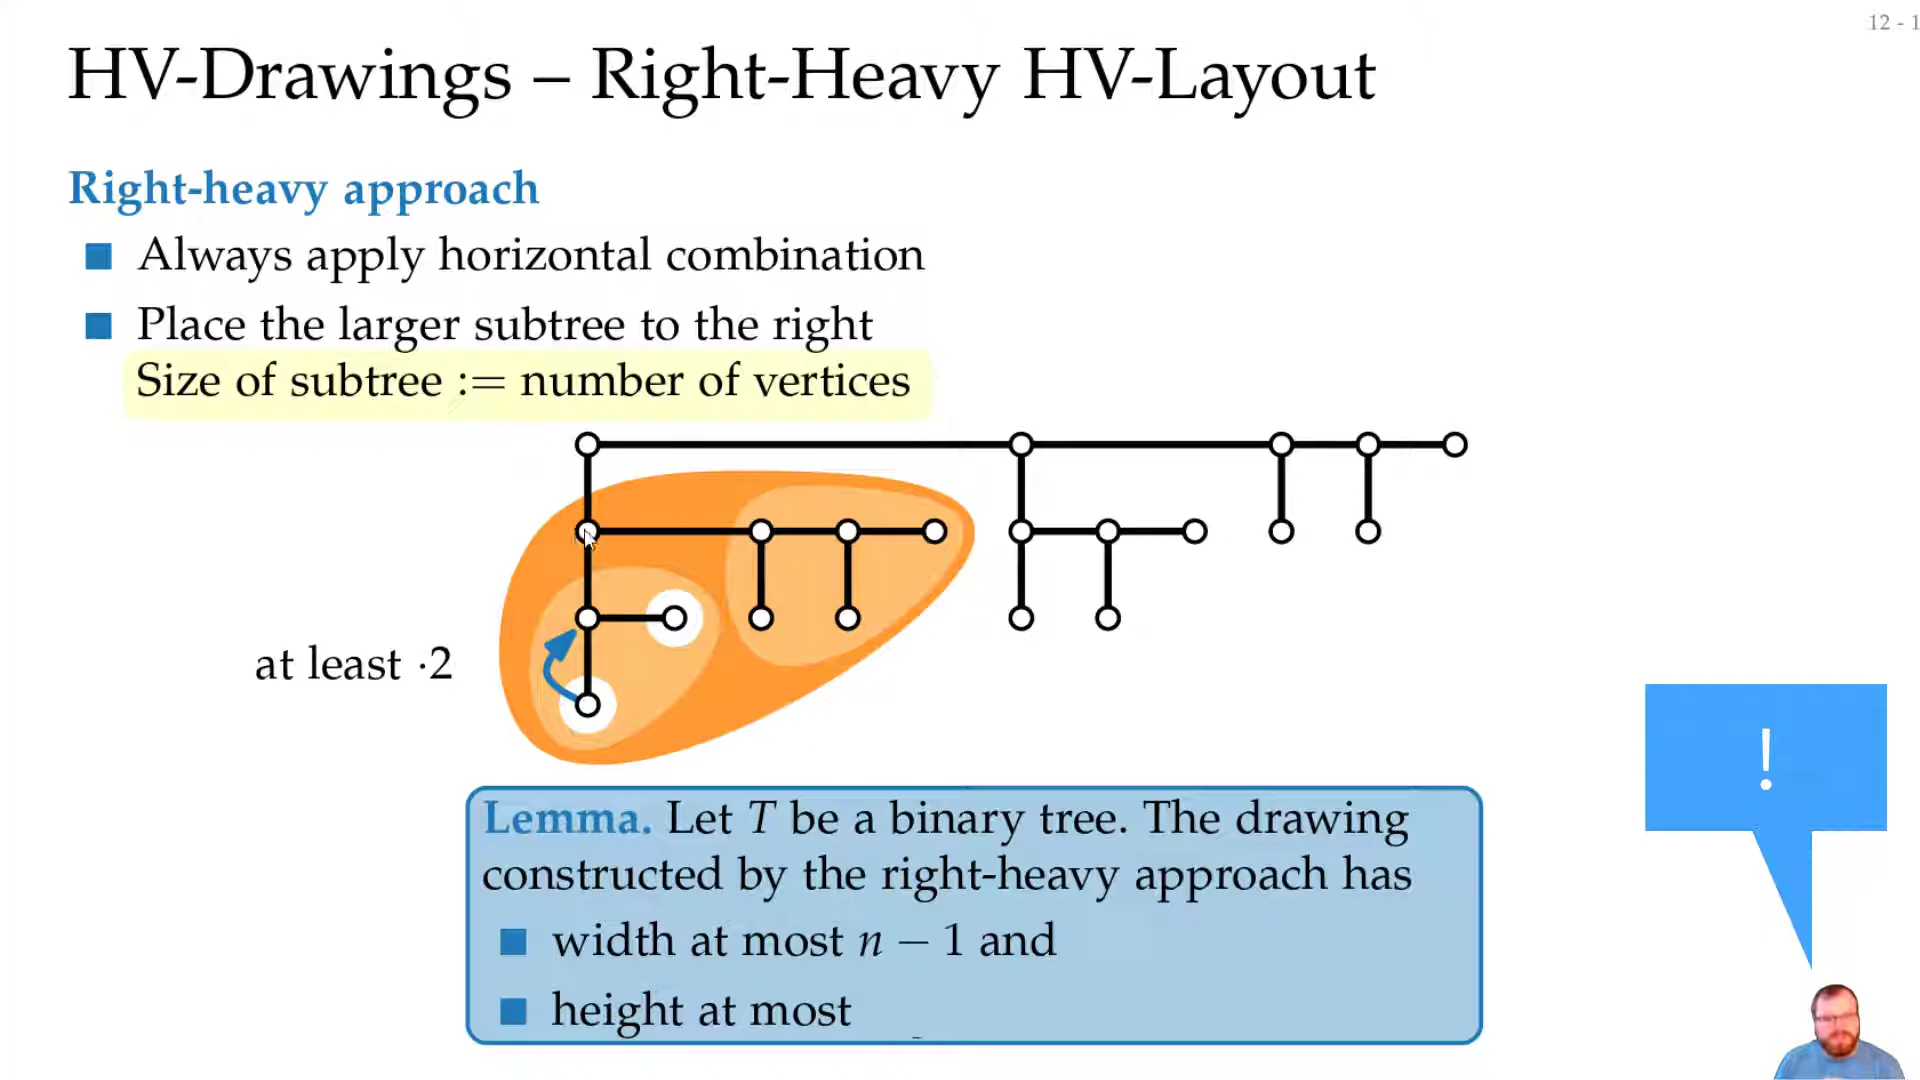 12 - 1
HV-Drawings – Right-Heavy HV-Layout
Right-heavy approach
Always apply horizontal combination
Place the larger subtree to the right
Size of subtree := number of vertices
at least ·2
!
Lemma. Let T be a binary tree. The drawing
constructed by the right-heavy approach has
width at most n − 1 and
height at most